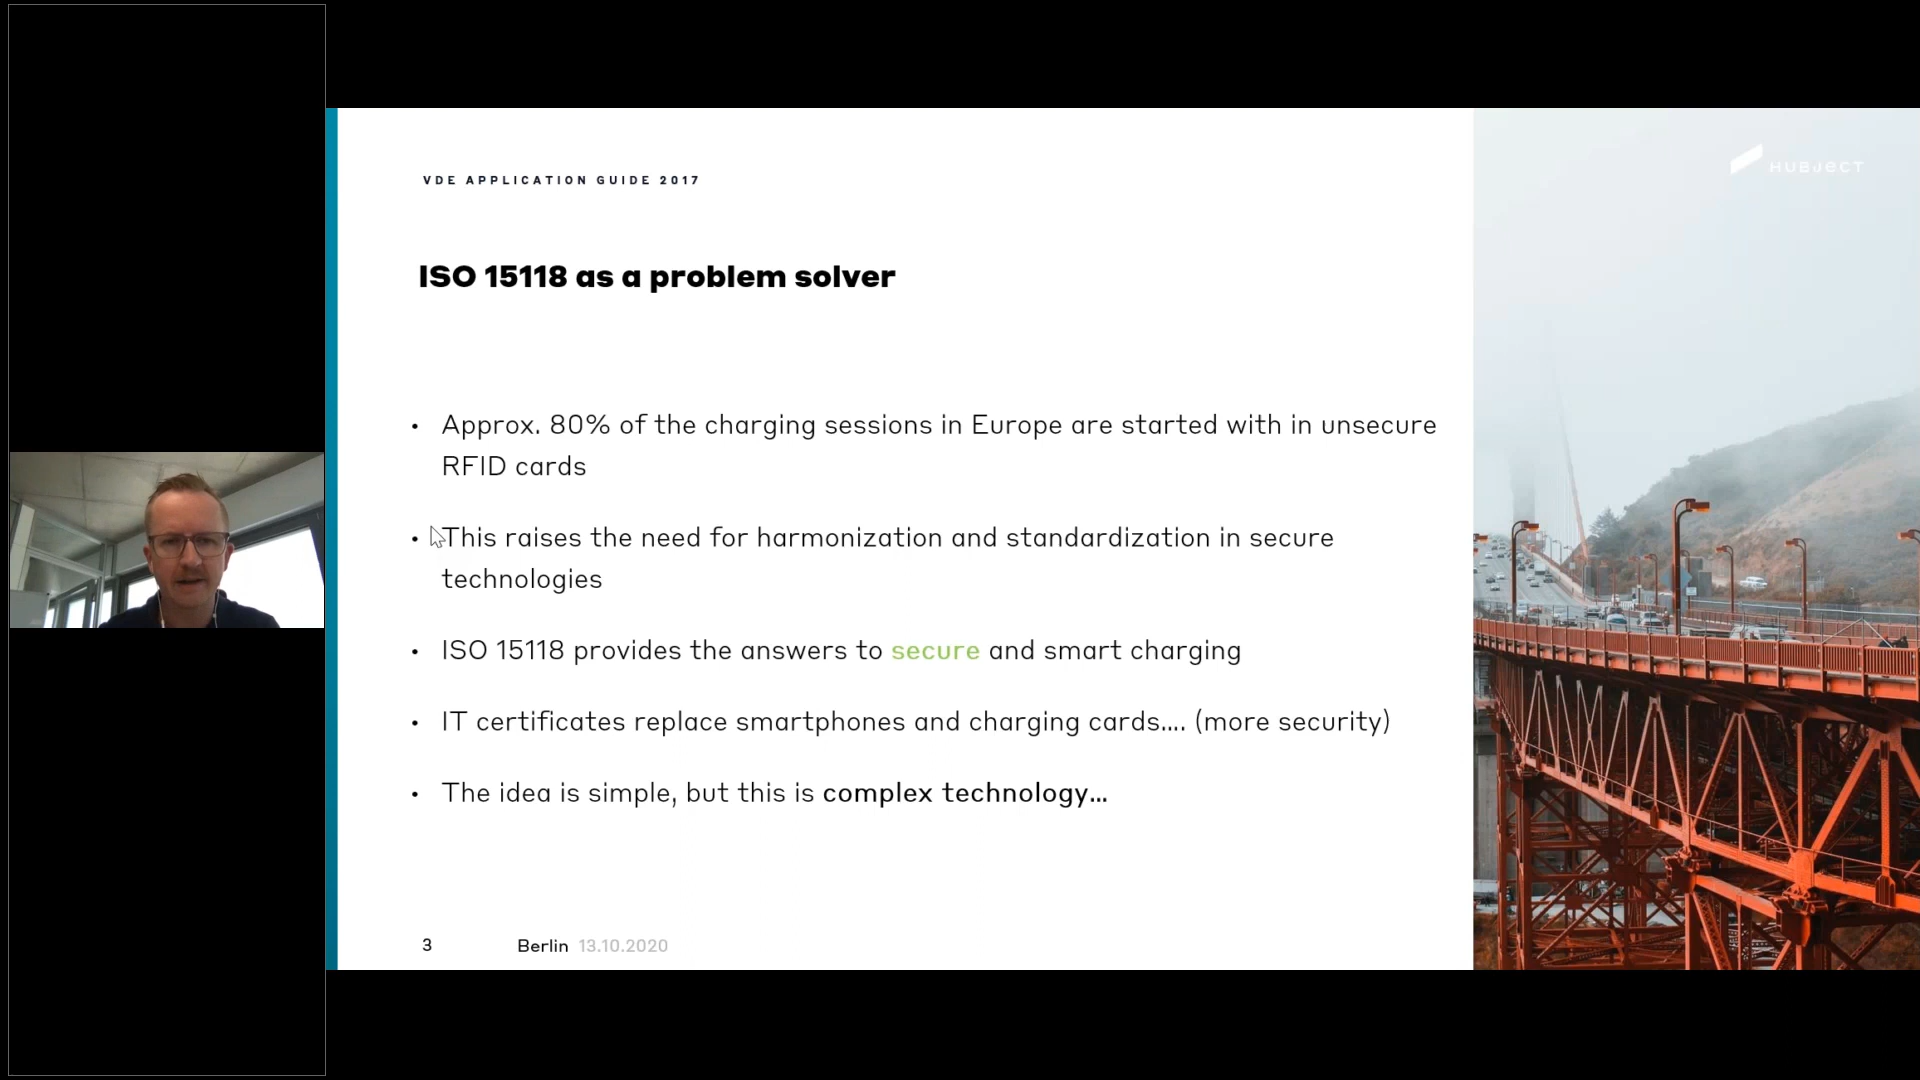 VDE APPLICATION GUIDE 2017
HUBJECT
ISO 15118 as a problem solver
• Approx. 80% of the charging sessions in Europe are started with in unsecure
RFID cards
• This raises the need for harmonization and standardization in secure
technologies
• ISO 15118 provides the answers to secure and smart charging
• IT certificates replace smartphones and charging cards.... (more security)
• The idea is simple, but this is complex technology...
3 Berlin 13.10.2020